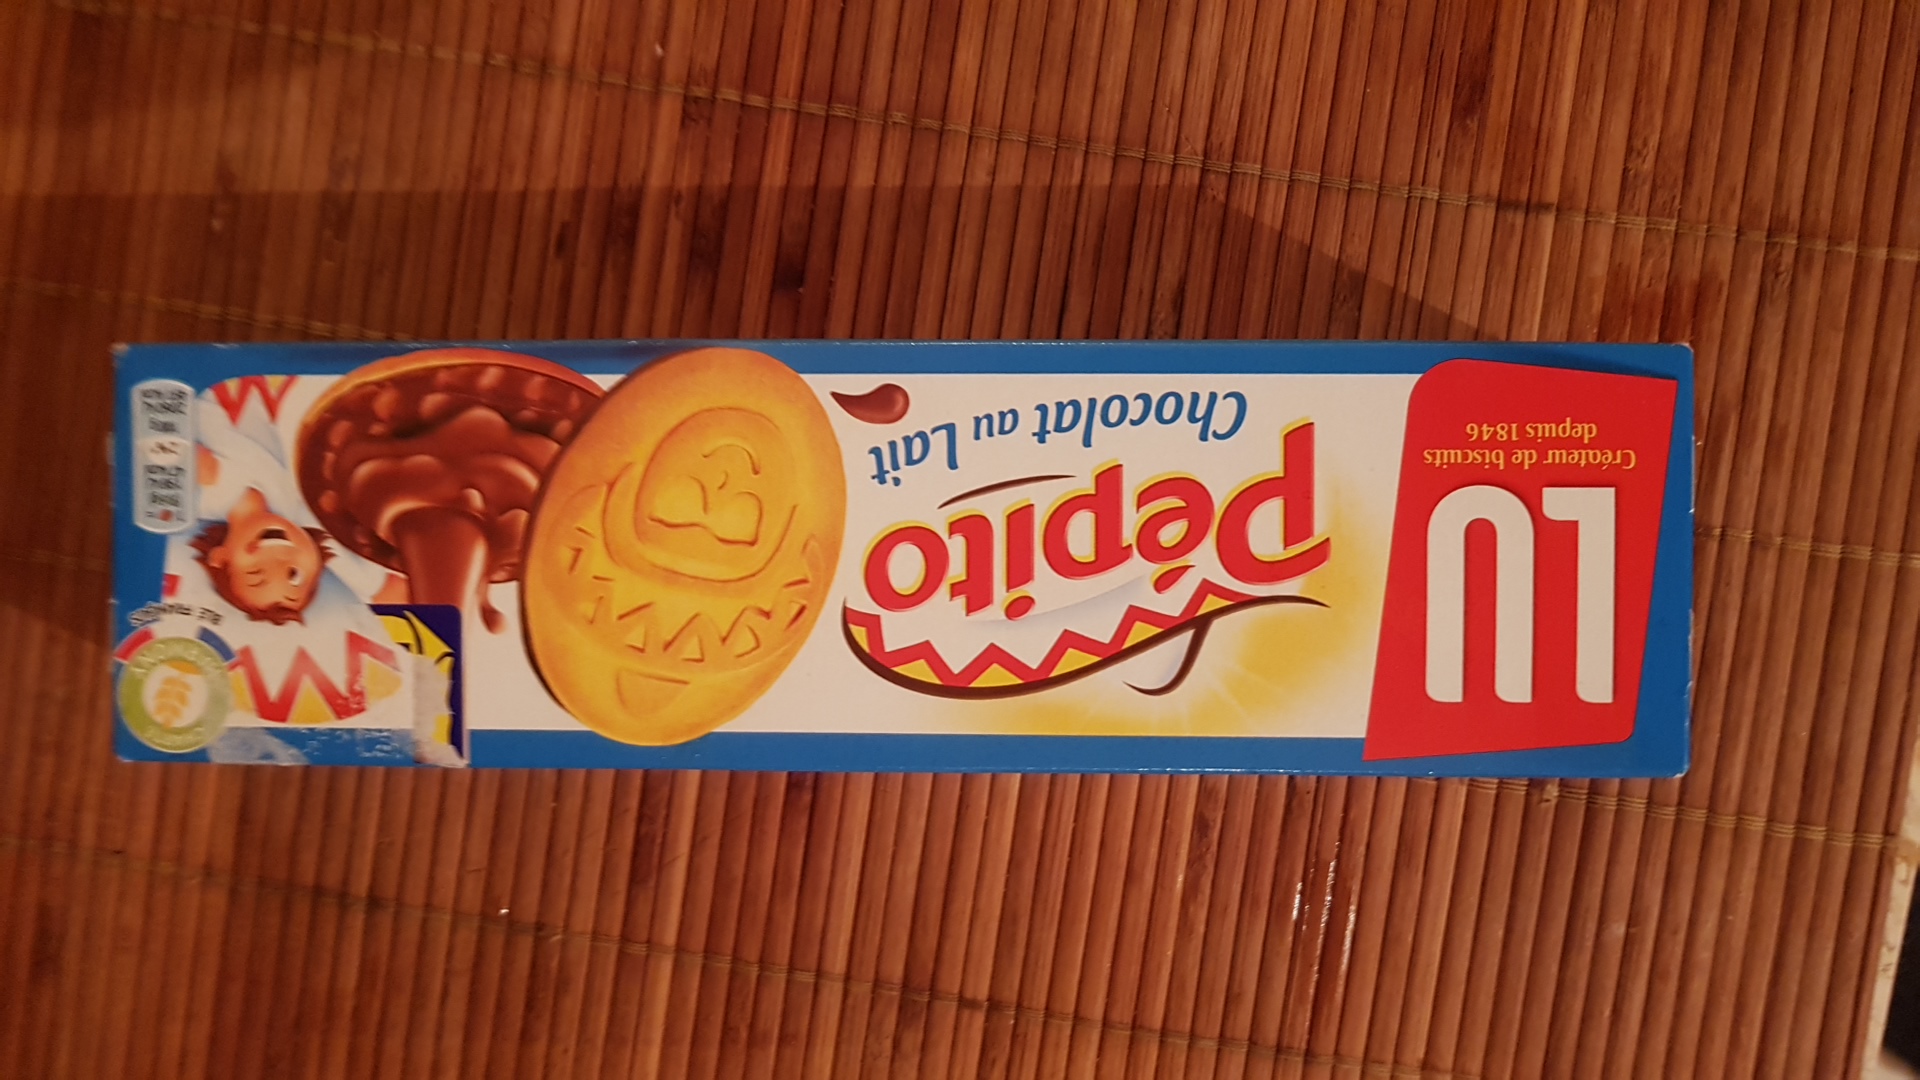 LU
Créateur de biscuits
depuis 1846
Pépito
Chocolat au Lait